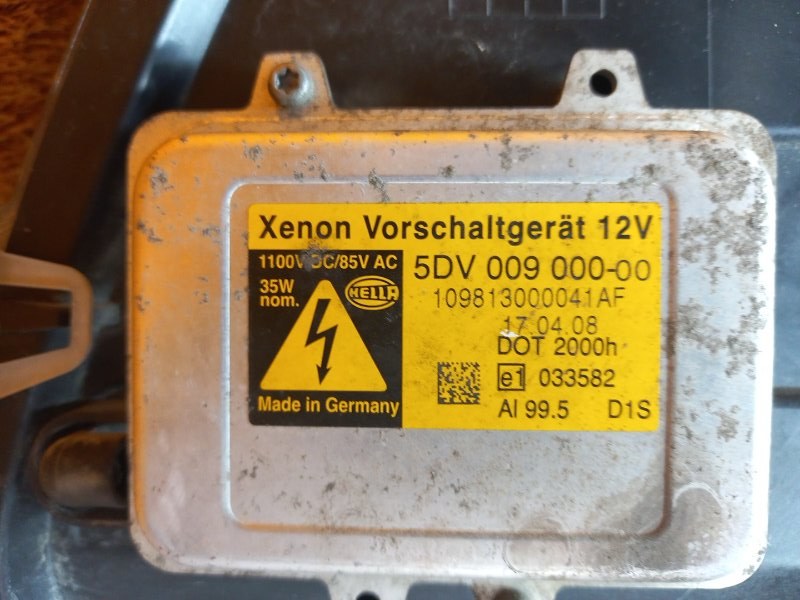 Xenon Vorschaltgerät 12V
1100V DC/85V AC
35W
nom.
HELLA
Made in Germany
5DV 009 000-00
109813000041AF
17.04.08
DOT 2000h
e1 033582
Al 99.5 D1S